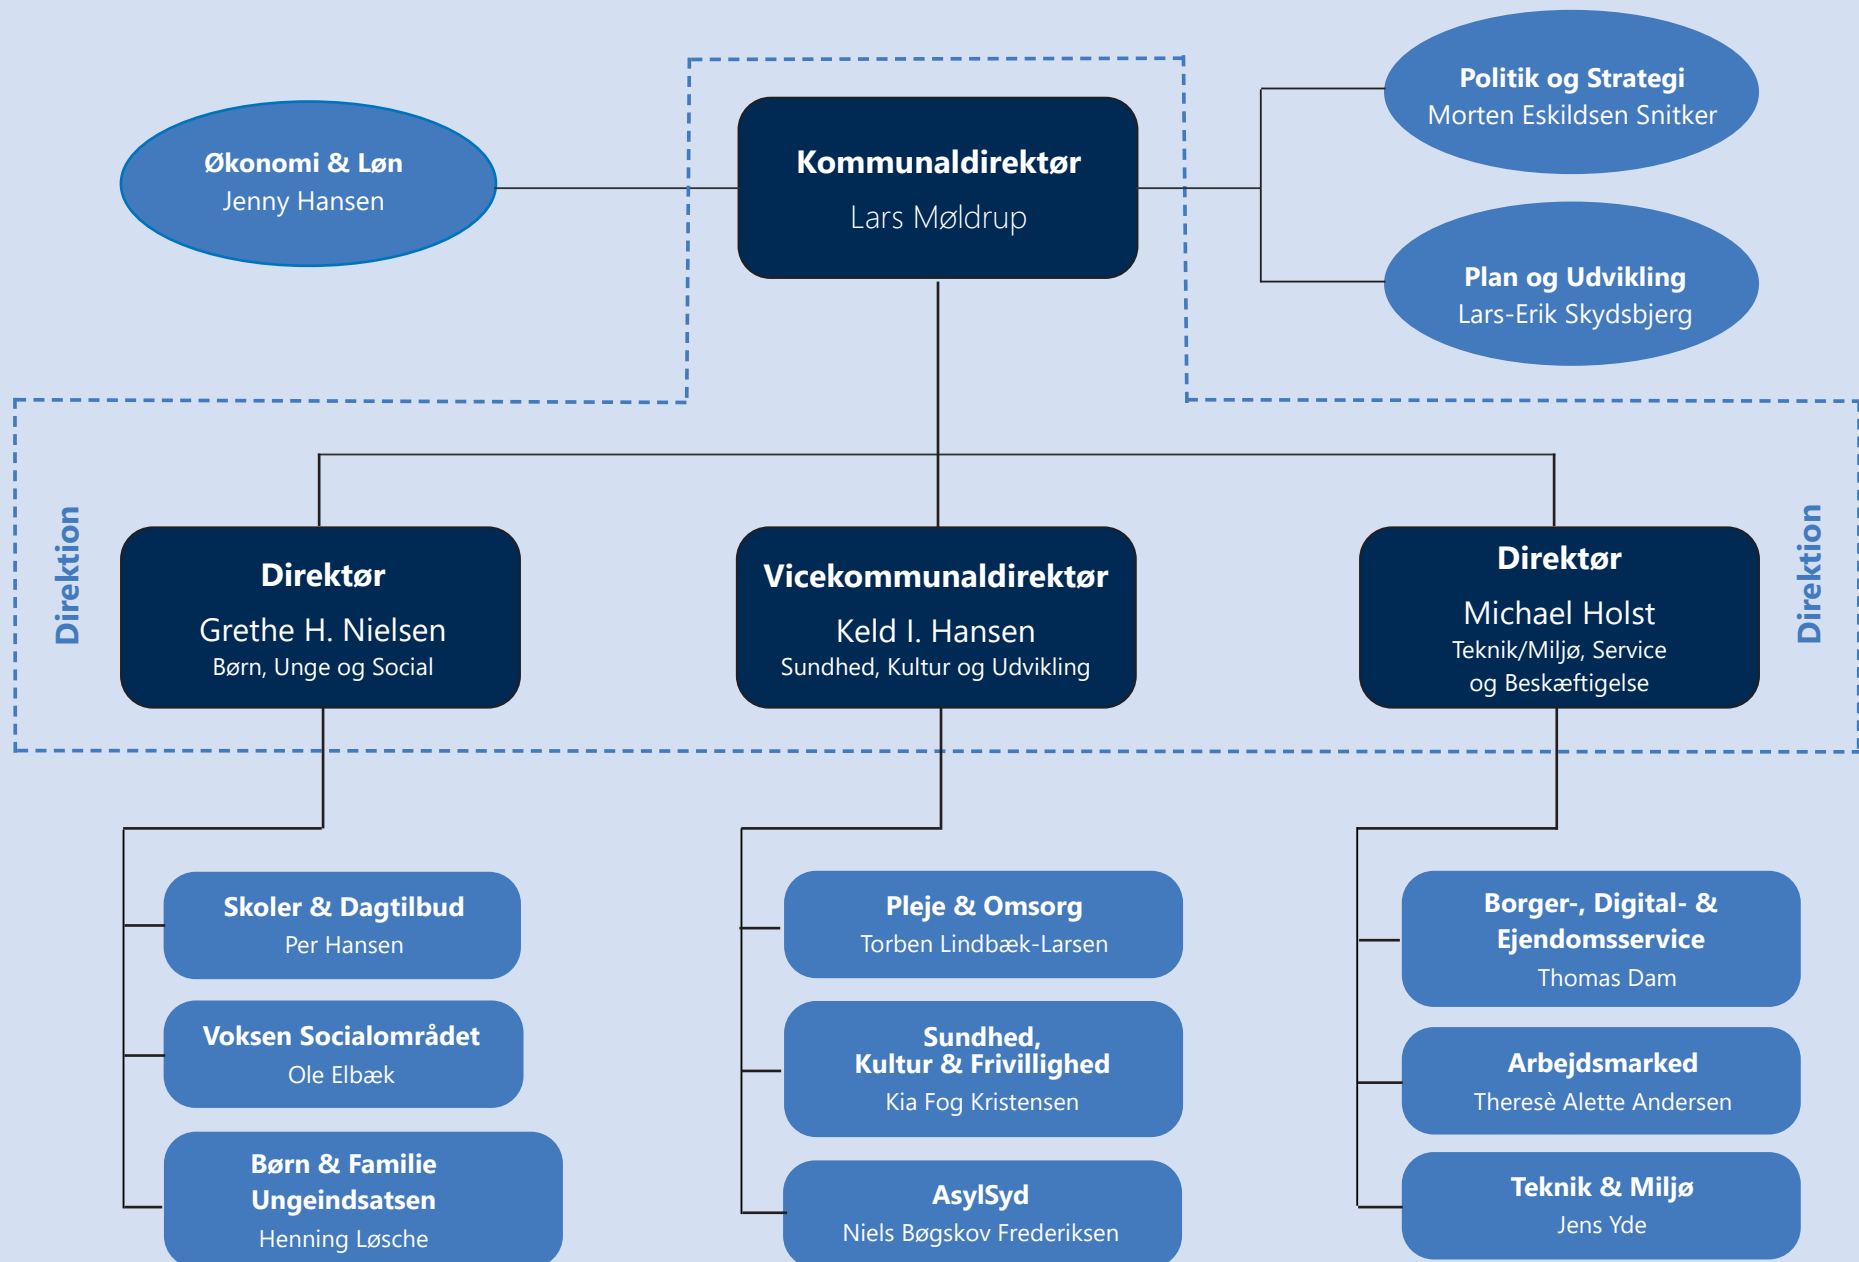 Økonomi & Løn
Jenny Hansen
Kommunaldirektør
Lars Møldrup
Politik og Strategi
Morten Eskildsen Snitker
Plan og Udvikling
Lars-Erik Skydsbjerg
Direktion
Direktør
Grethe H. Nielsen
Børn, Unge og Social
Vicekommunaldirektør
Keld I. Hansen
Sundhed, Kultur og Udvikling
Direktør
Michael Holst
Teknik/Miljø, Service
og Beskæftigelse
Direktion
Skoler & Dagtilbud
Per Hansen
Voksen Socialområdet
Ole Elbæk
Børn & Familie
Ungeindsatsen
Henning Løsche
Pleje & Omsorg
Torben Lindbæk-Larsen
Sundhed,
Kultur & Frivillighed
Kia Fog Kristensen
AsylSyd
Niels Bøgskov Frederiksen
Borger-, Digital- &
Ejendomsservice
Thomas Dam
Arbejdsmarked
Theresè Alette Andersen
Teknik & Miljø
Jens Yde